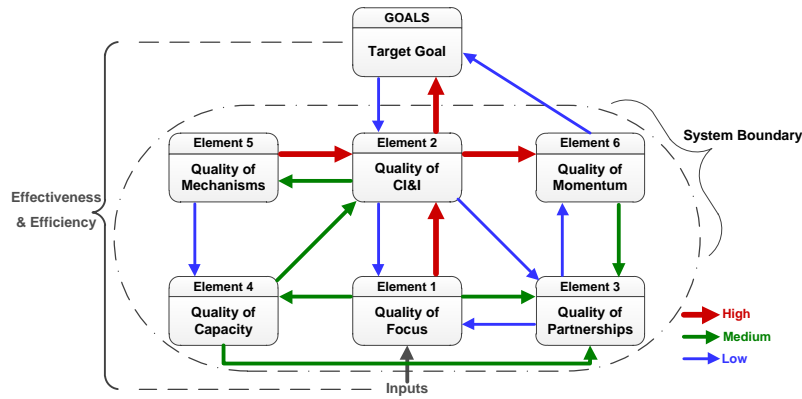 GOALS
Target Goal
System Boundary
Element 5
Quality of
Mechanisms
Element 2
Quality of
CI&I
Element 6
Quality of
Momentum
Effectiveness
& Efficiency
Element 4
Quality of
Capacity
Element 1
Quality of
Focus
Element 3
Quality of
Partnerships
High
Medium
Low
Inputs